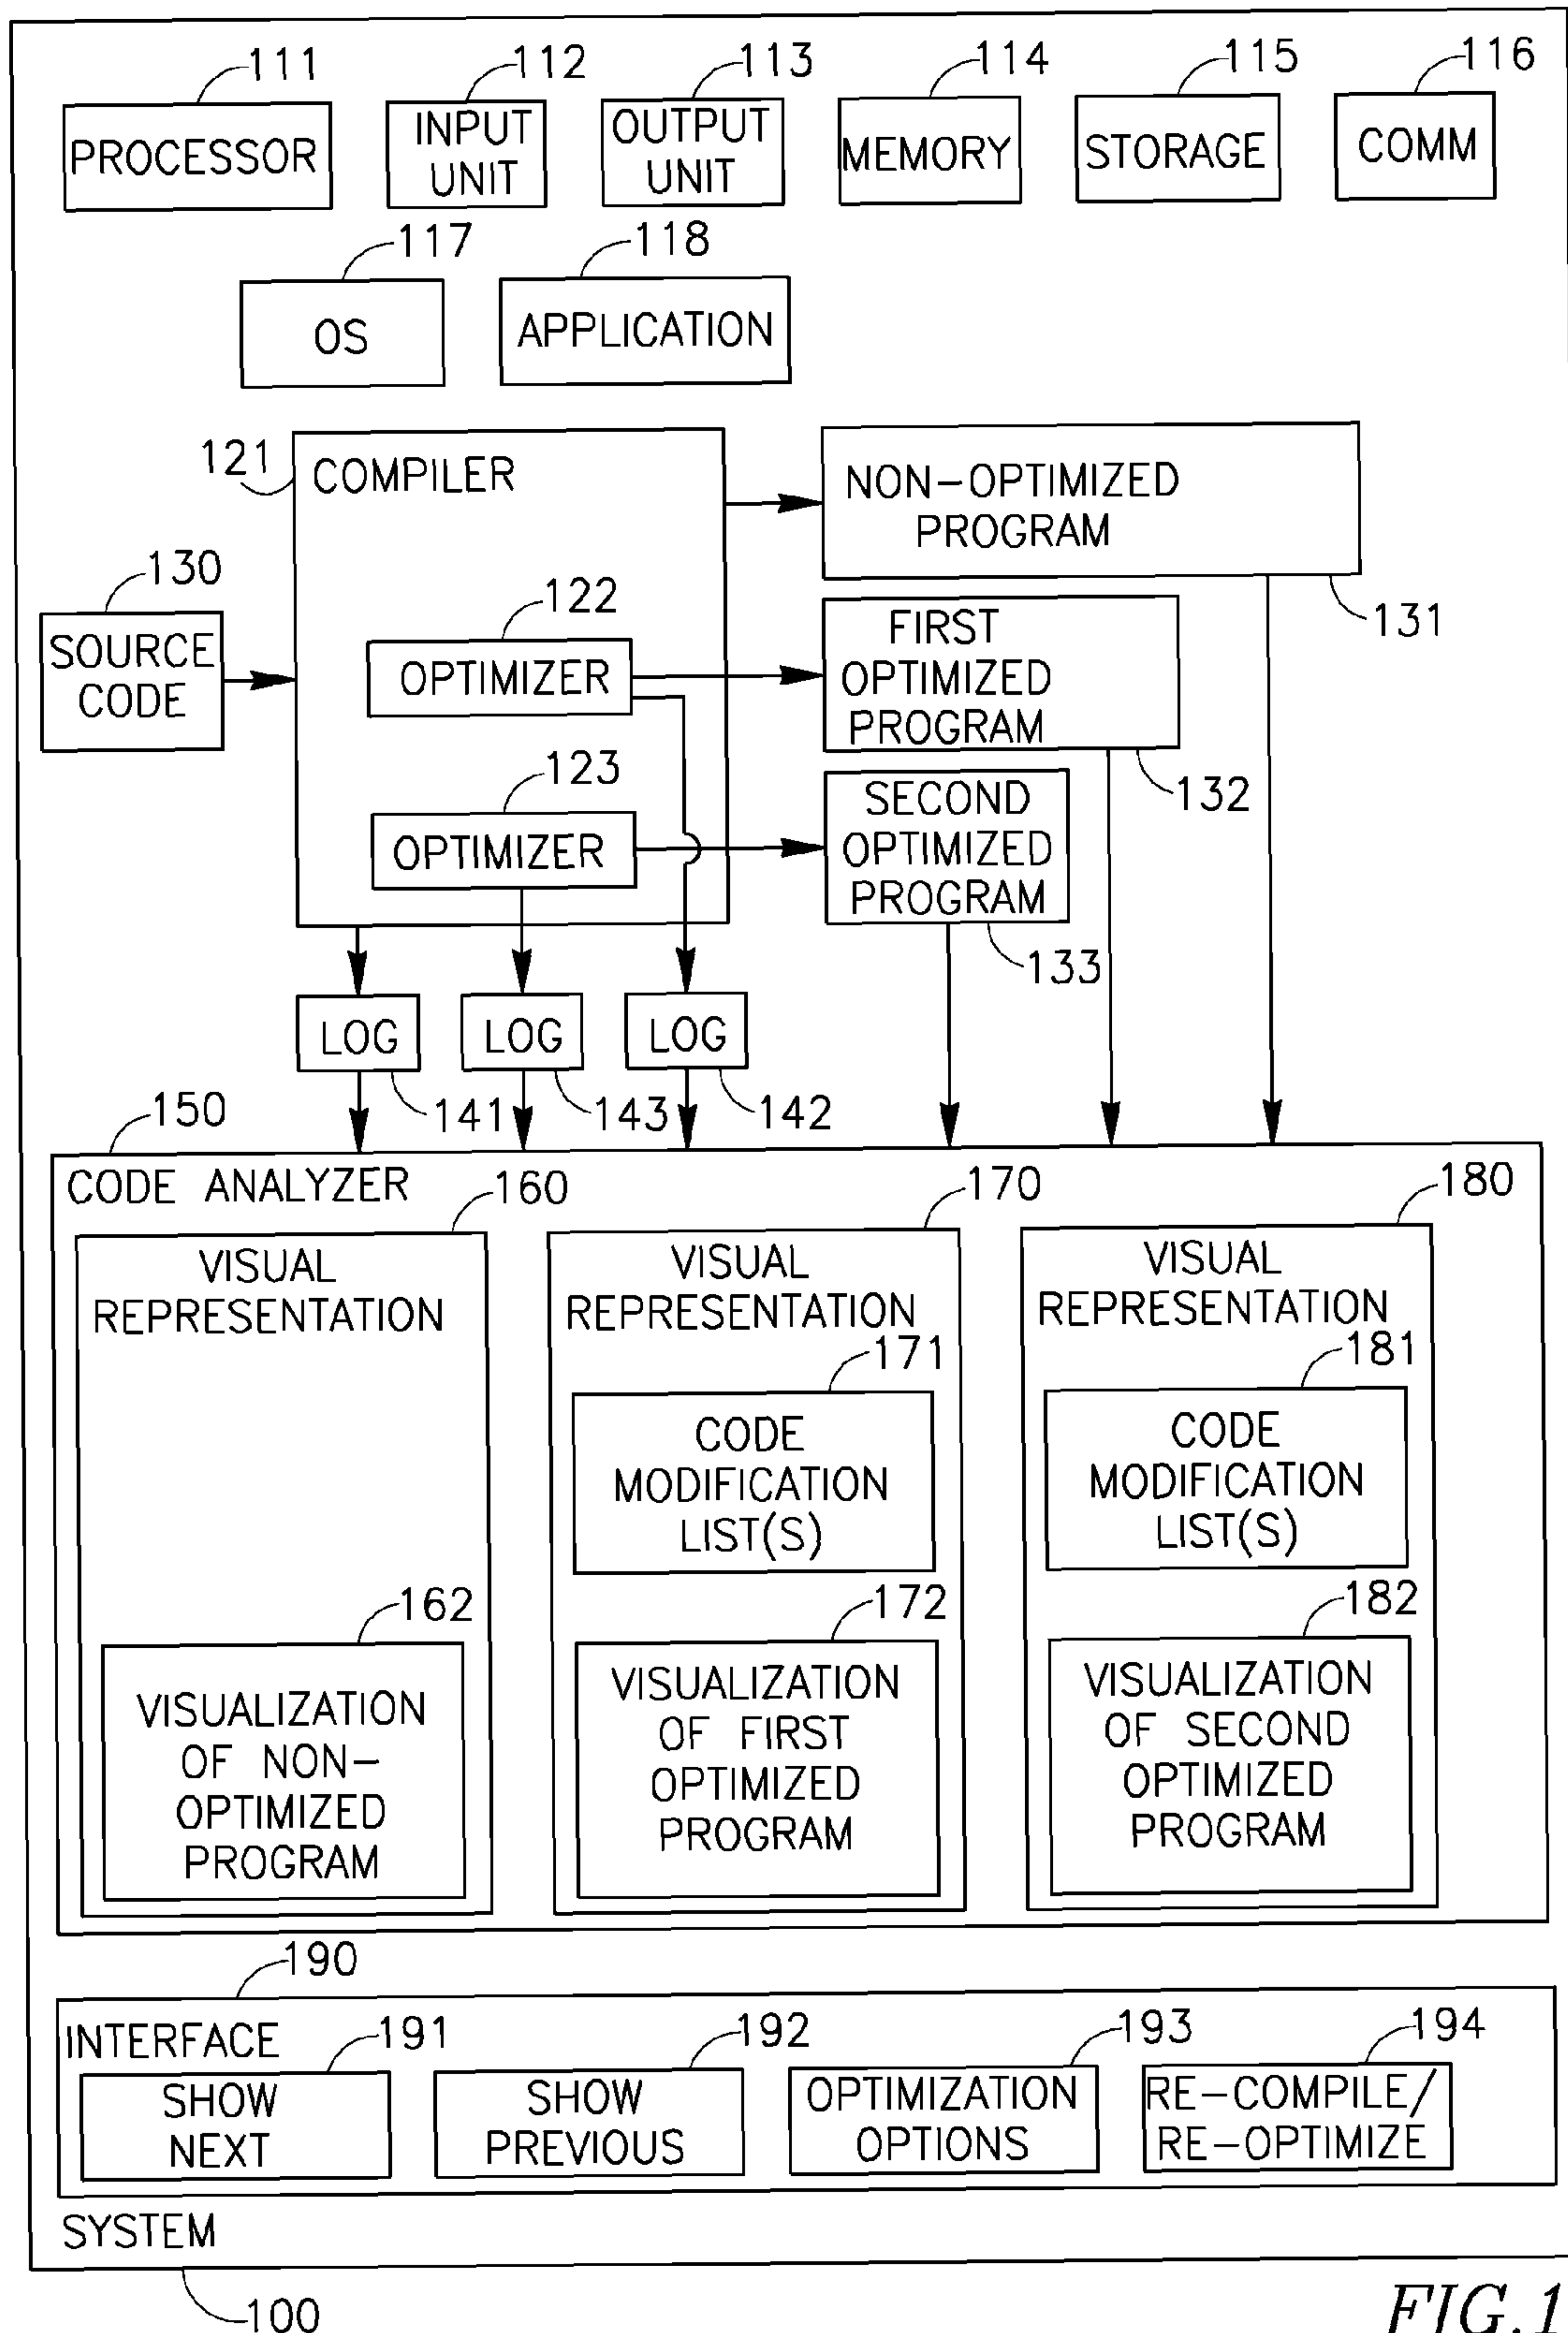 111
112
113
114
115
116
PROCESSOR
INPUT
UNIT
OUTPUT
UNIT
MEMORY
STORAGE
COMM
117
118
OS
APPLICATION
121
COMPILER
NON-OPTIMIZED
PROGRAM
131
130
SOURCE
CODE
122
OPTIMIZER
FIRST
OPTIMIZED
PROGRAM
132
123
OPTIMIZER
SECOND
OPTIMIZED
PROGRAM
133
LOG
LOG
LOG
141
143
142
150
CODE ANALYZER
160
170
180
VISUAL
REPRESENTATION
VISUAL
REPRESENTATION
VISUAL
REPRESENTATION
171
181
CODE
MODIFICATION
LIST(S)
CODE
MODIFICATION
LIST(S)
162
172
182
VISUALIZATION
OF NON-
OPTIMIZED
PROGRAM
VISUALIZATION
OF FIRST
OPTIMIZED
PROGRAM
VISUALIZATION
OF SECOND
OPTIMIZED
PROGRAM
190
INTERFACE
191
192
193
194
SHOW
NEXT
SHOW
PREVIOUS
OPTIMIZATION
OPTIONS
RE-COMPILE/
RE-OPTIMIZE
SYSTEM
100
FIG.1